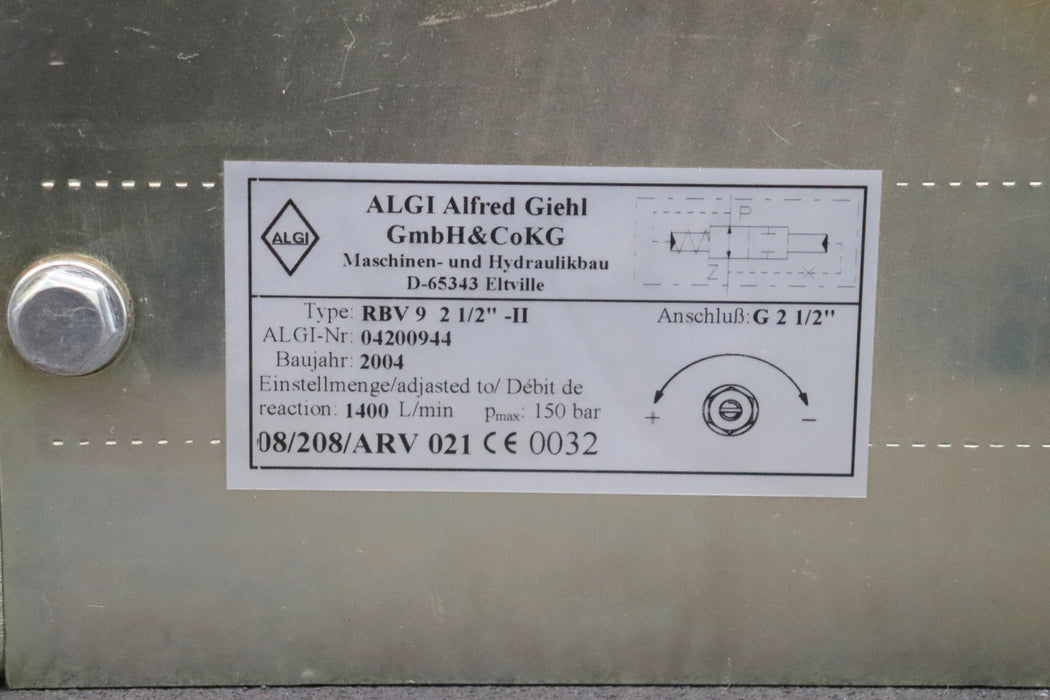 ALGI
ALGI Alfred Giehl
GmbH&CoKG
Maschinen- und Hydraulikbau
D-65343 Eltville
P
Z
Type: RBV 9 2 1/2" -II
Anschluß: G 2 1/2"
ALGI-Nr: 04200944
Baujahr: 2004
Einstellmenge/adjasted to/ Débit de
reaction: 1400 L/min pmax: 150 bar
+ −
08/208/ARV 021 CE 0032